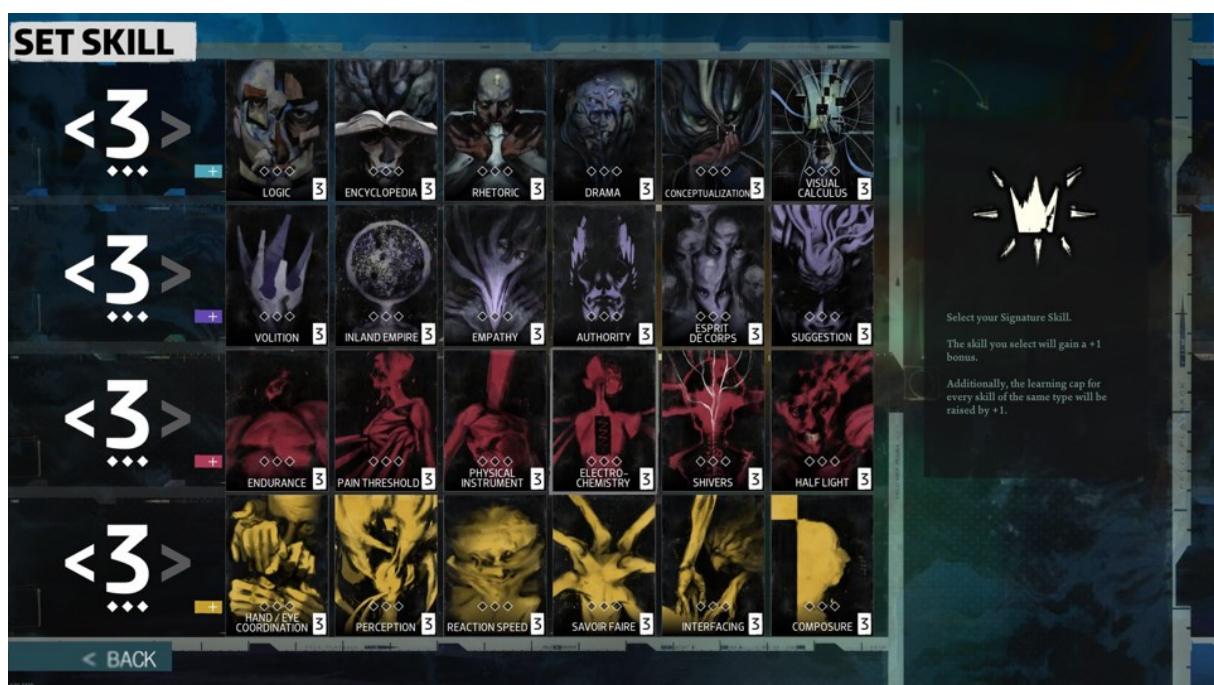 SET SKILL
<3>
LOGIC 3
ENCYCLOPEDIA 3
RHETORIC 3
DRAMA 3
CONCEPTUALIZATION 3
VISUAL
CALCULUS 3
<3>
VOLITION 3
INLAND EMPIRE 3
EMPATHY 3
AUTHORITY 3
ESPRIT
DE CORPS 3
SUGGESTION 3
<3>
ENDURANCE 3
PAIN THRESHOLD 3
PHYSICAL
INSTRUMENT 3
ELECTRO-
CHEMISTRY 3
SHIVERS 3
HALF LIGHT 3
<3>
HAND / EYE
COORDINATION 3
PERCEPTION 3
REACTION SPEED 3
SAVOIR FAIRE 3
INTERFACING 3
COMPOSURE 3
Select your Signature Skill.
The skill you select will gain a +1
bonus.
Additionally, the learning cap for
every skill of the same type will be
raised by +1.
< BACK